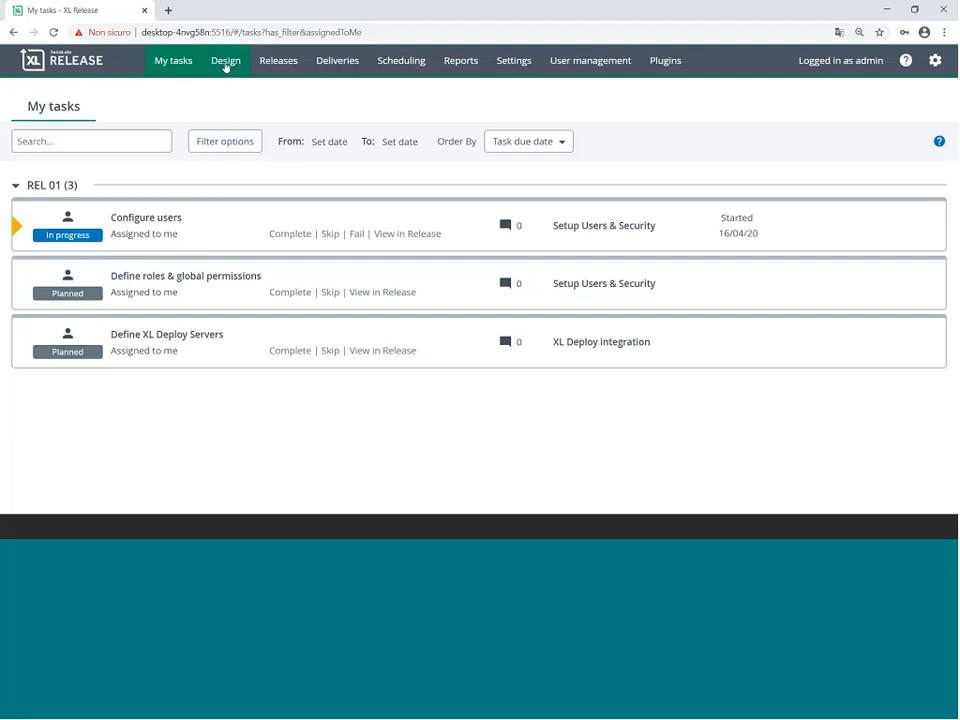 My tasks - XL Release
Non sicuro desktop-4nvg58n:5516/#/tasks?has_filter&assignedToMe
XL RELEASE My tasks Design Releases Deliveries Scheduling Reports Settings User management Plugins Logged in as admin
My tasks
Search... Filter options From: Set date To: Set date Order By Task due date
REL 01 (3)
Configure users Started
In progress Assigned to me Complete | Skip | Fail | View in Release 0 Setup Users & Security 16/04/20
Define roles & global permissions
Planned Assigned to me Complete | Skip | View in Release 0 Setup Users & Security
Define XL Deploy Servers
Planned Assigned to me Complete | Skip | View in Release 0 XL Deploy integration